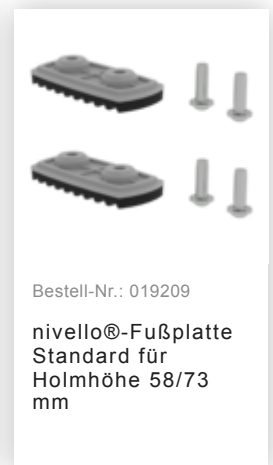 Bestell-Nr.: 019209
nivello®-Fußplatte
Standard für
Holmhöhe 58/73
mm